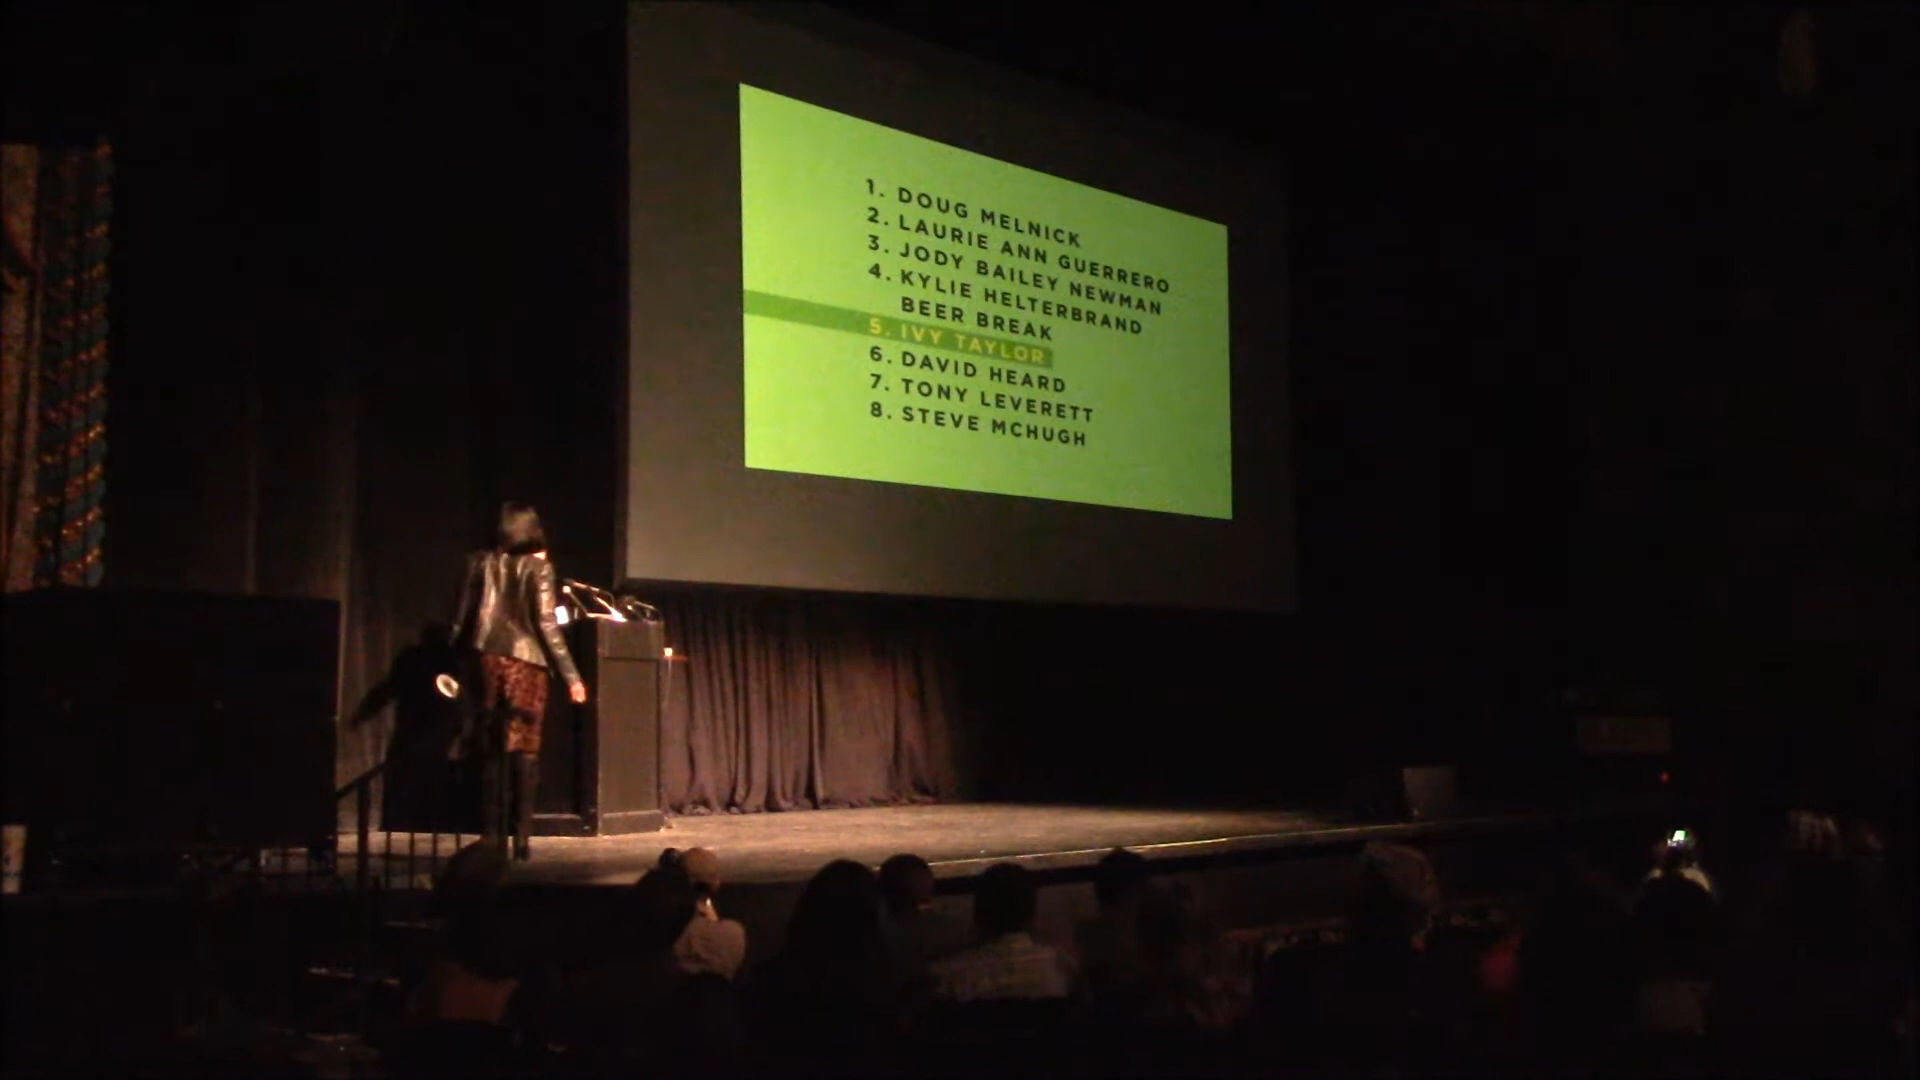 1. DOUG MELNICK
2. LAURIE ANN GUERRERO
3. JODY BAILEY NEWMAN
4. KYLIE HELTERBRAND
BEER BREAK
5. IVY TAYLOR
6. DAVID HEARD
7. TONY LEVERETT
8. STEVE MCHUGH